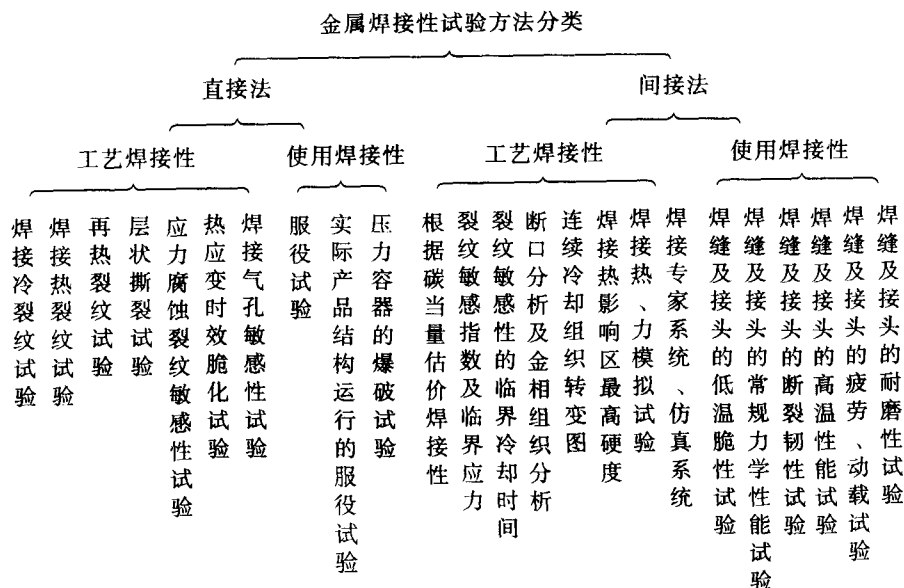 金属焊接性试验方法分类
直接法
间接法
工艺焊接性
使用焊接性
工艺焊接性
使用焊接性
焊接冷裂纹试验
焊接热裂纹试验
再热裂纹试验
层状撕裂试验
应力腐蚀裂纹敏感性试验
热应变时效脆化试验
焊接气孔敏感性试验
服役试验
实际产品结构运行的服役试验
压力容器的爆破试验
根据碳当量估价焊接性
裂纹敏感指数及临界应力
裂纹敏感性的临界冷却时间
断口分析及金相组织分析
连续冷却组织转变图
焊接热影响区最高硬度
焊接热、力模拟试验
焊接专家系统、仿真系统
焊缝及接头的低温脆性试验
焊缝及接头的常规力学性能试验
焊缝及接头的断裂韧性试验
焊缝及接头的高温性能试验
焊缝及接头的疲劳、动载试验
焊缝及接头的耐磨性试验